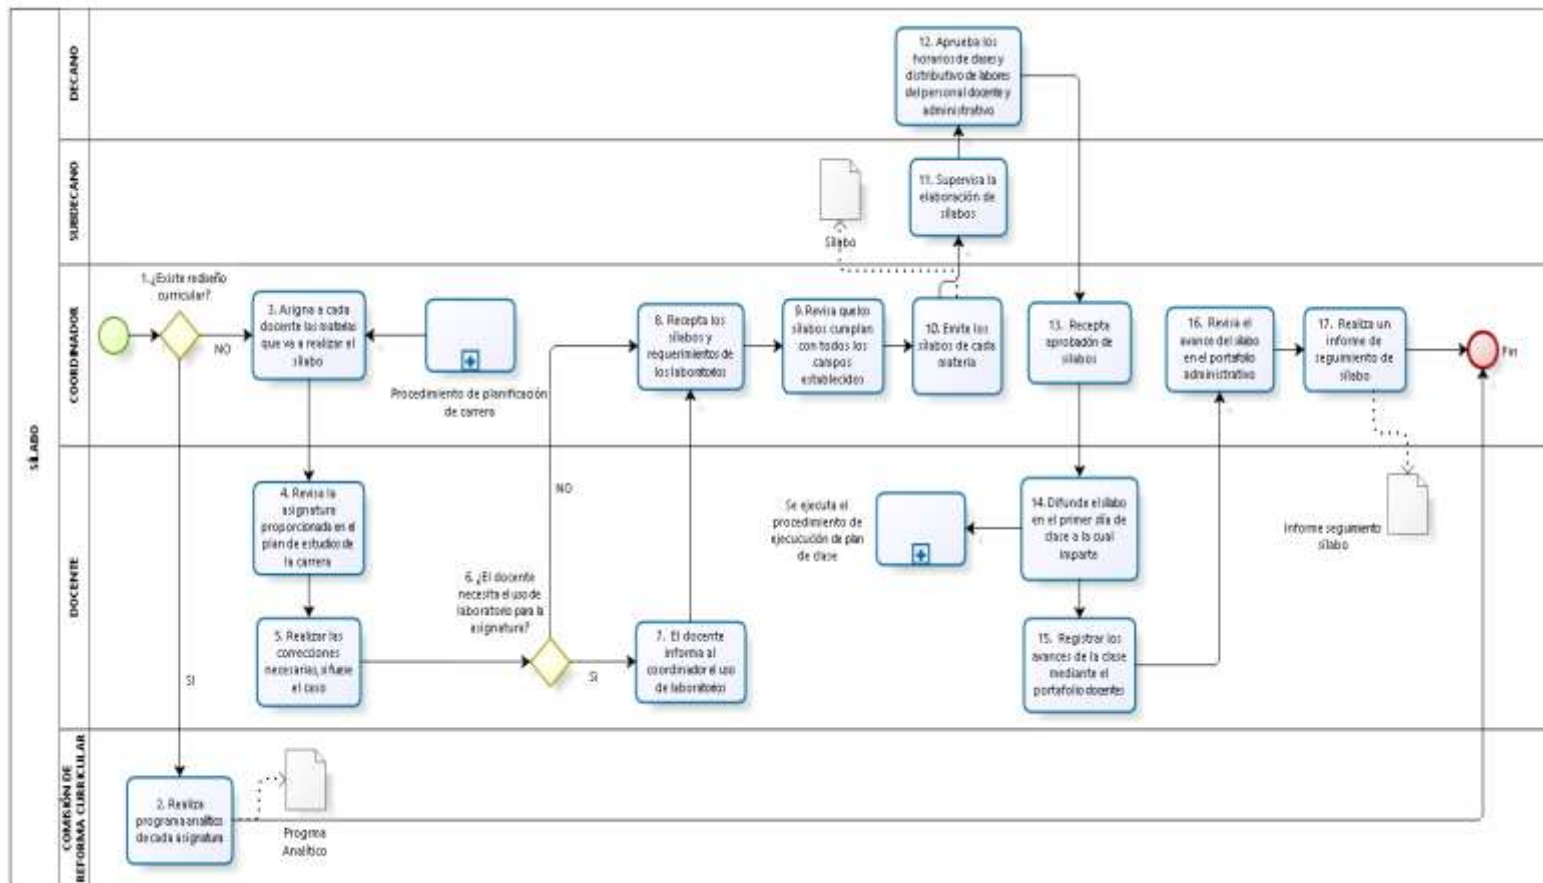 SÍLABO
DECANO
12. Aprueba los
horarios de clases y
distributivo de labores
del personal docente y
administrativo
SUBDECANO
Sílabo
11. Supervisa la
elaboración de
sílabos
COORDINADOR
1. ¿Existe rediseño
curricular?
NO
3. Asigna a cada
docente las materias
que va a realizar el
sílabo
Procedimiento de planificación
de carrera
8. Recepta los
sílabos y
requerimientos de
los laboratorios
9. Revisa que los
sílabos cumplan
con todos los
campos
establecidos
10. Emite los
sílabos de cada
materia
13. Recepta
aprobación de
sílabos
16. Revisa el
avance del sílabo
en el portafolio
administrativo
17. Realiza un
informe de
seguimiento de
sílabo
Fin
DOCENTE
SI
4. Revisa la
asignatura
proporcionada en el
plan de estudios de
la carrera
5. Realizar las
correcciones
necesarias, si fuese
el caso
6. ¿El docente
necesita el uso de
laboratorio para la
asignatura?
NO
Si
7. El docente
informa al
coordinador el uso
de laboratorios
Se ejecuta el
procedimiento de
ejecucución de plan
de clase
14. Difunde el sílabo
en el primer día de
clase a la cual
imparte
15. Registrar los
avances de la clase
mediante el
portafolio docentes
Informe seguimiento
sílabo
COMISIÓN DE
REFORMA CURRICULAR
2. Realiza
programa analítico
de cada asignatura
Progrma
Analítico